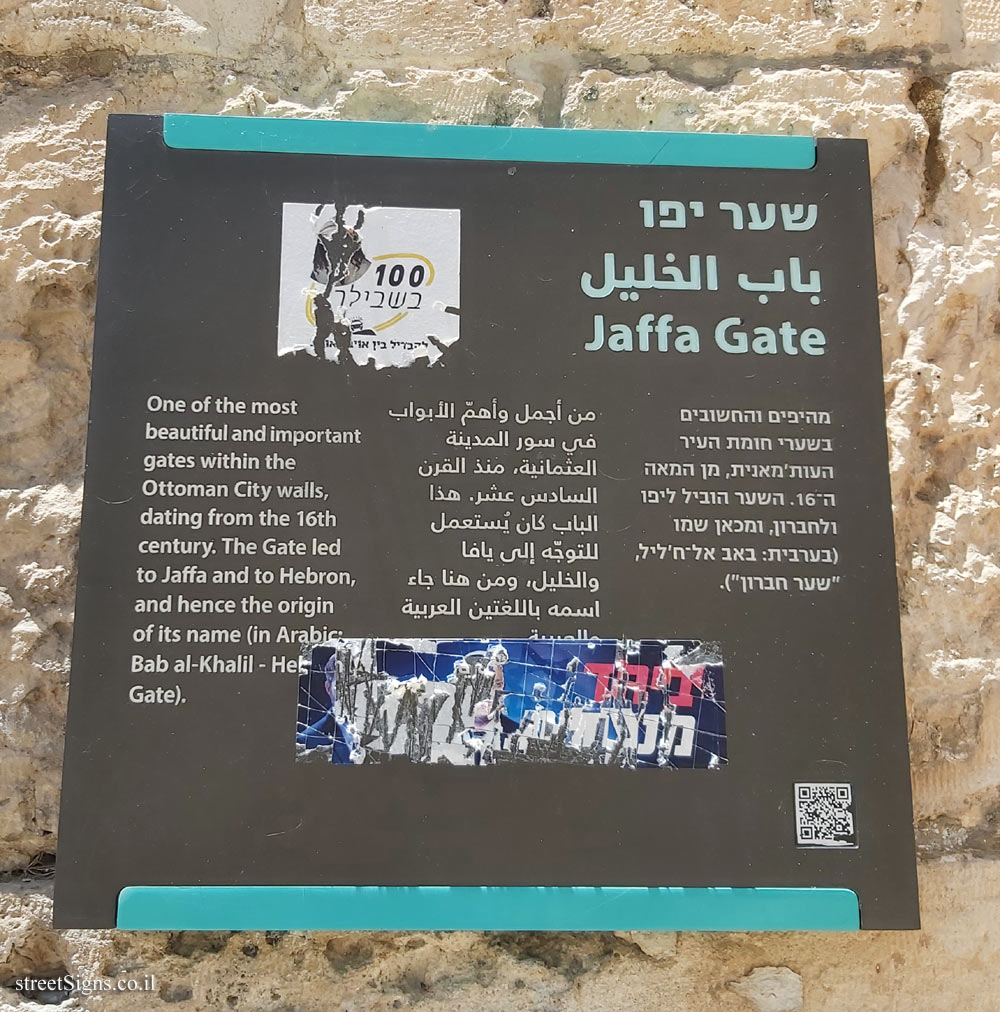 שער יפו
باب الخليل
Jaffa Gate
100
בשבילך
להבדיל בין
One of the most
beautiful and important
gates within the
Ottoman City walls,
dating from the 16th
century. The Gate led
to Jaffa and to Hebron,
and hence the origin
of its name (in Arabic:
Bab al-Khalil - He
Gate).
من أجمل وأهمّ الأبواب
في سور المدينة
العثمانية، منذ القرن
السادس عشر. هذا
الباب كان يُستعمل
للتوجّه إلى يافا
والخليل، ومن هنا جاء
اسمه باللغتين العربية
מהיפים והחשובים
בשערי חומת העיר
העות'מאנית, מן המאה
ה־16. השער הוביל ליפו
ולחברון, ומכאן שמו
(בערבית: באב אל־ח'ליל,
"שער חברון").
ביחד
streetSigns.co.il